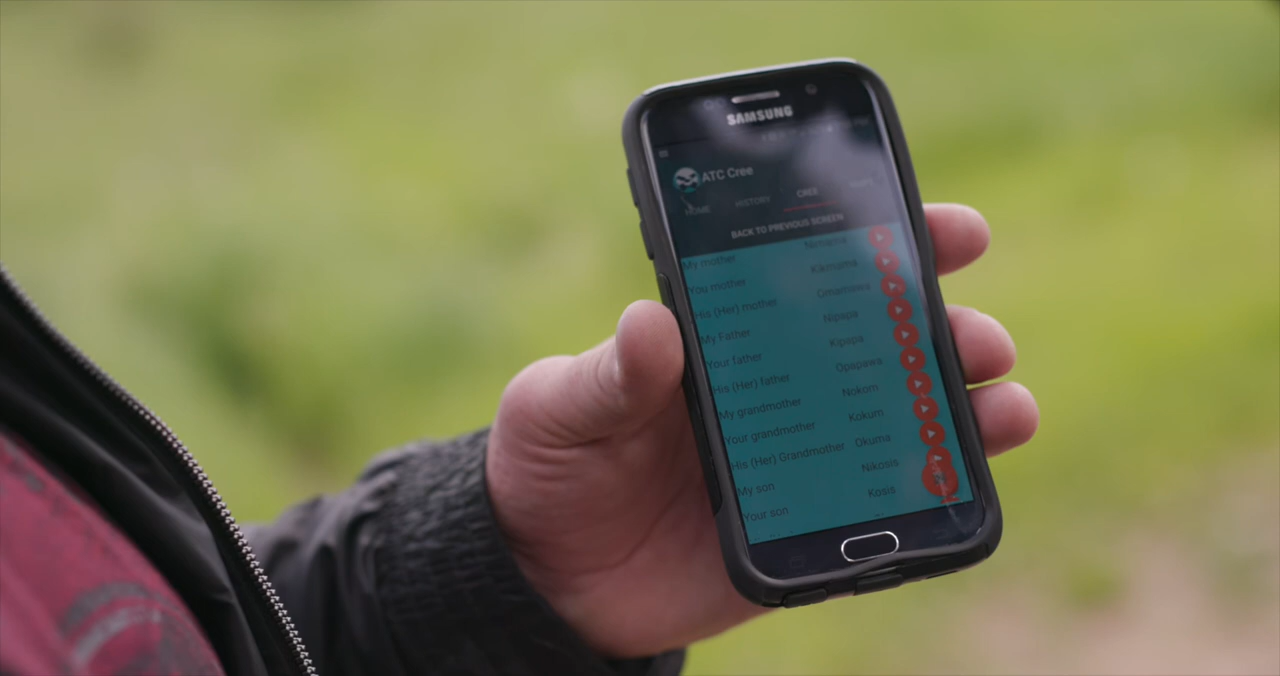 SAMSUNG
ATC Cree
HOME HISTORY CREE
BACK TO PREVIOUS SCREEN
My mother Nimama
You mother Kikmama
His (Her) mother Omamawa
My Father Nipapa
Your father Kipapa
His (Her) father Opapawa
My grandmother Nokom
Your grandmother Kokum
His (Her) Grandmother Okuma
My son Nikosis
Your son Kosis